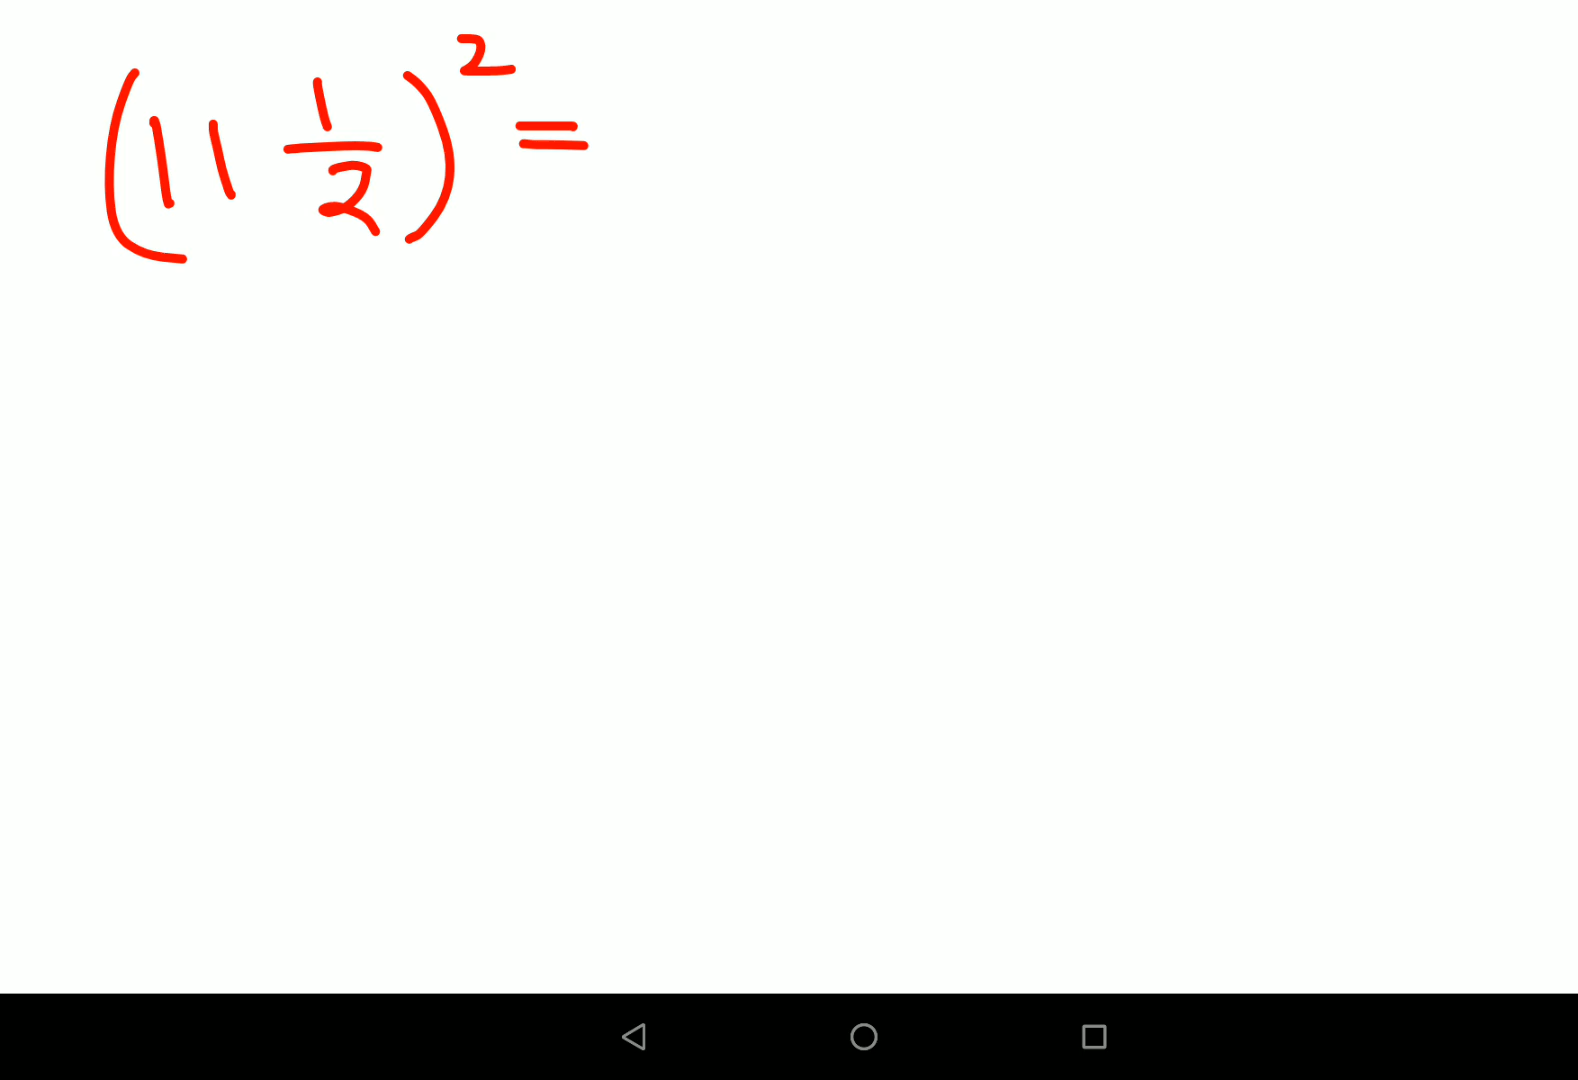 (11 1/2)² =